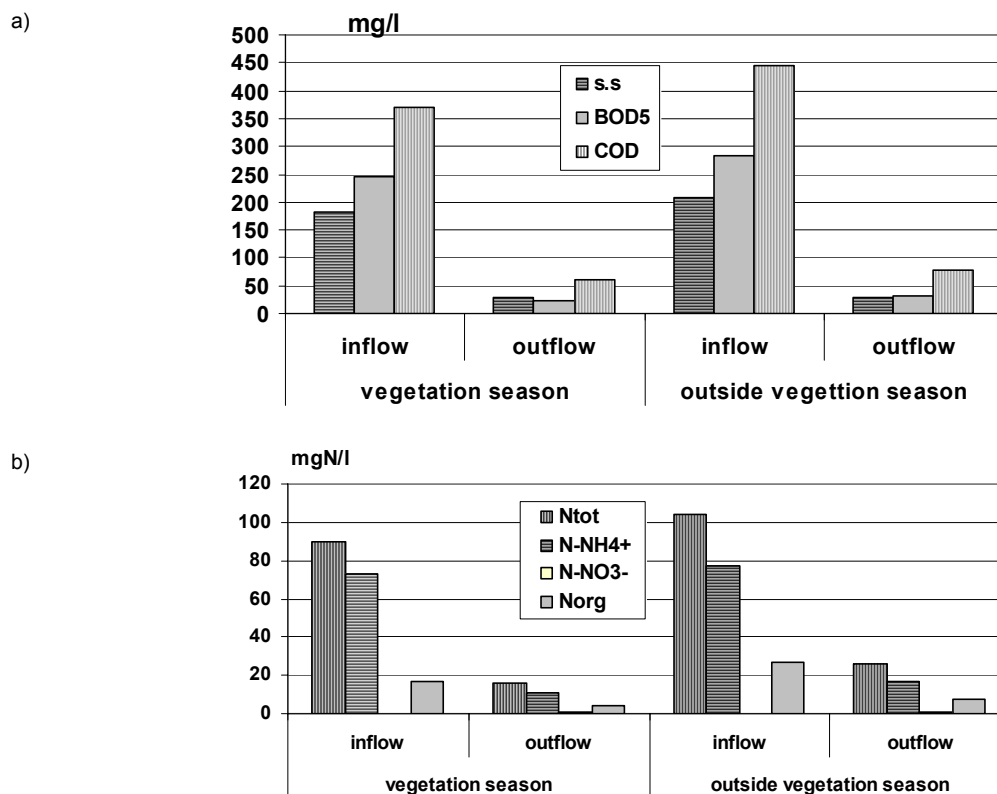 a)
mg/l
500
450
400
350
300
250
200
150
100
50
0
s.s
BOD5
COD
inflow outflow inflow outflow
vegetation season outside vegettion season
b)
mgN/l
120
100
80
60
40
20
0
Ntot
N-NH4+
N-NO3-
Norg
inflow outflow inflow outflow
vegetation season outside vegetation season